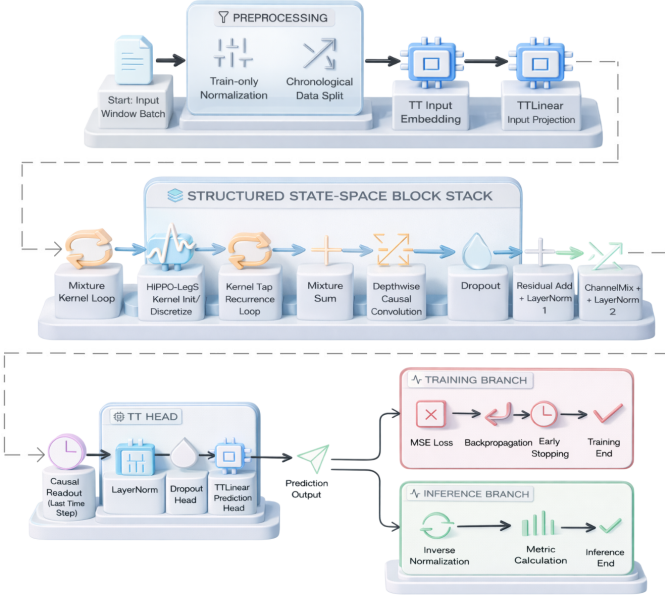 PREPROCESSING
Train-only
Normalization
Chronological
Data Split
Start: Input
Window Batch
TT Input
Embedding
TTLinear
Input Projection
STRUCTURED STATE-SPACE BLOCK STACK
Mixture
Kernel Loop
HiPPO-LegS
Kernel Init/
Discretize
Kernel Tap
Recurrence
Loop
Mixture
Sum
Depthwise
Causal
Convolution
Dropout
Residual Add
+ LayerNorm
1
ChannelMix +
+ LayerNorm
2
TT HEAD
Causal
Readout
(Last Time
Step)
LayerNorm
Dropout
Head
TTLinear
Prediction
Head
Prediction
Output
TRAINING BRANCH
MSE Loss
Backpropagation
Early
Stopping
Training
End
INFERENCE BRANCH
Inverse
Normalization
Metric
Calculation
Inference
End